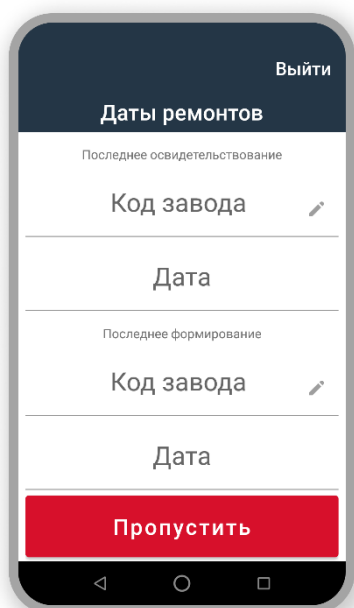 Выйти
Даты ремонтов
Последнее освидетельствование
Код завода
Дата
Последнее формирование
Код завода
Дата
Пропустить